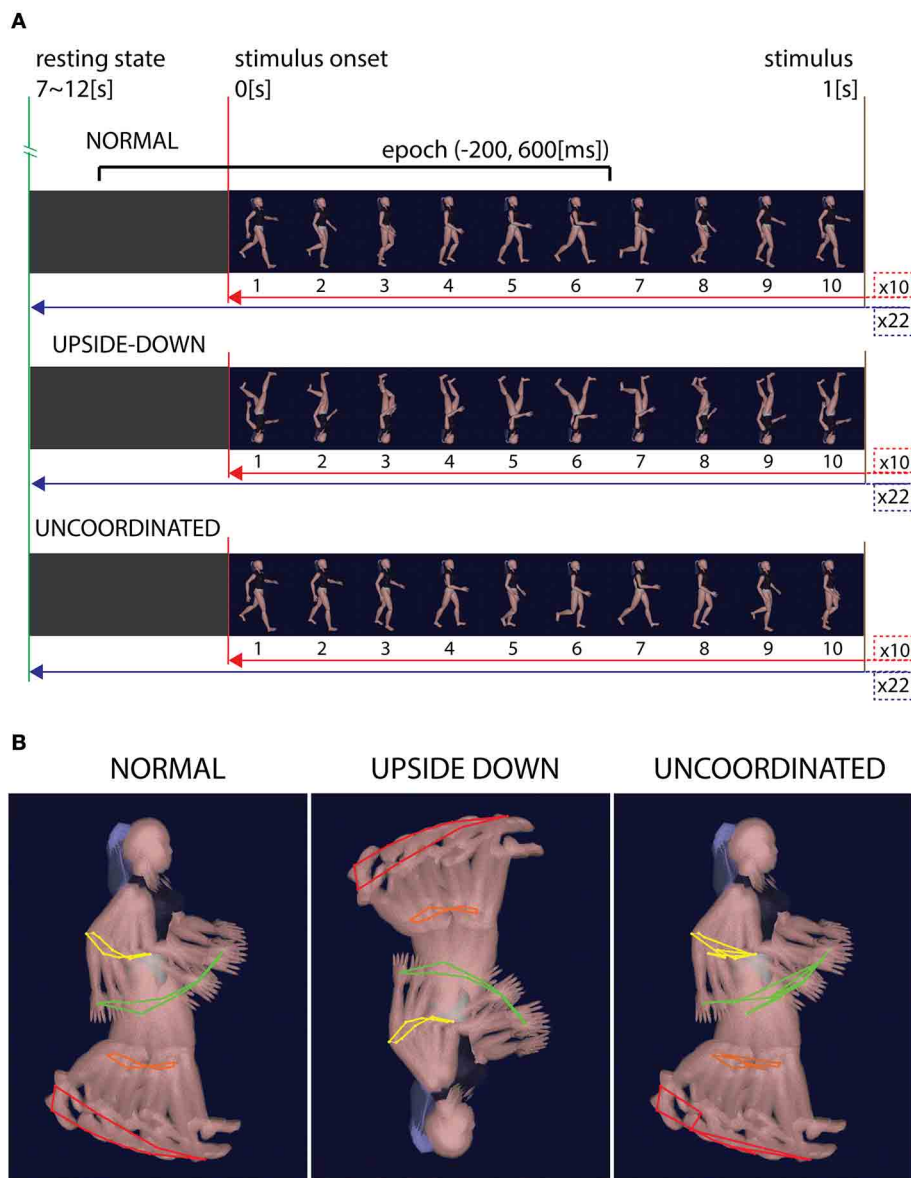 A
resting state stimulus onset stimulus
7~12[s] 0[s] 1[s]
NORMAL
epoch (-200, 600[ms])
1 2 3 4 5 6 7 8 9 10
x10
x22
UPSIDE-DOWN
1 2 3 4 5 6 7 8 9 10
x10
x22
UNCOORDINATED
1 2 3 4 5 6 7 8 9 10
x10
x22
B
NORMAL UPSIDE DOWN UNCOORDINATED